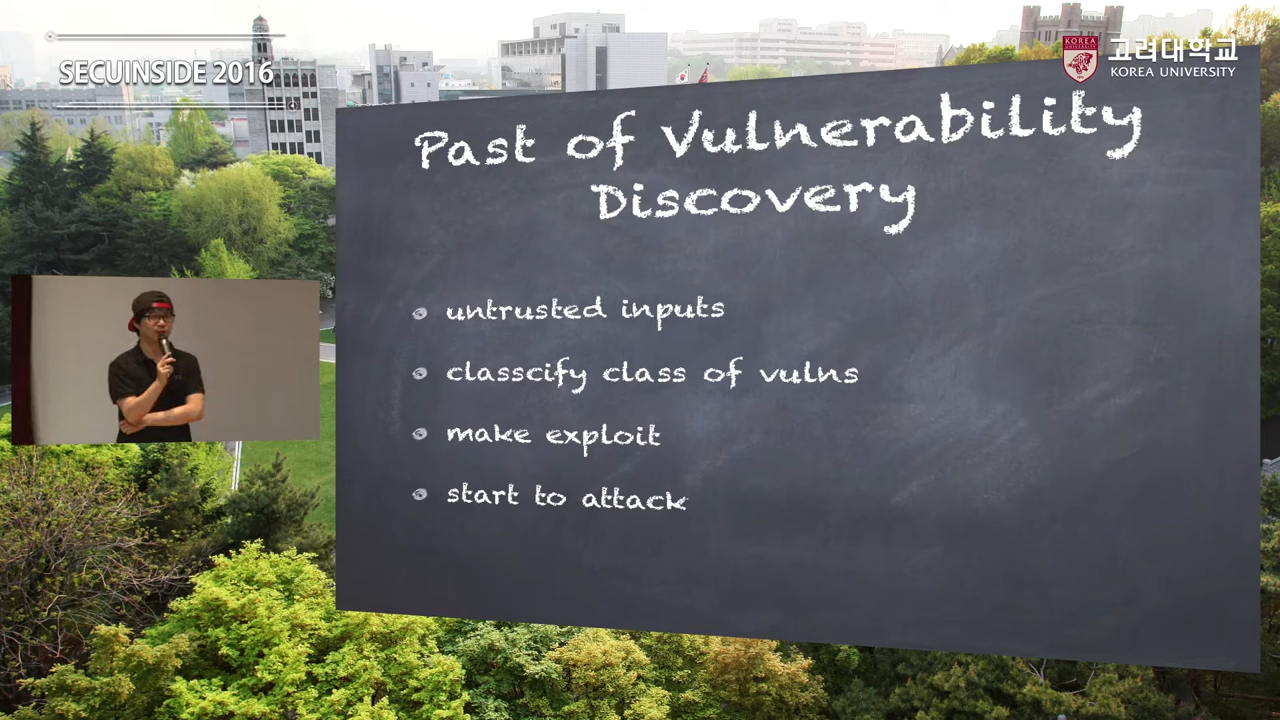 SECUINSIDE 2016
KOREA
UNIVERSITY
고려대학교
KOREA UNIVERSITY
Past of Vulnerability
Discovery
untrusted inputs
classcify class of vulns
make exploit
start to attack